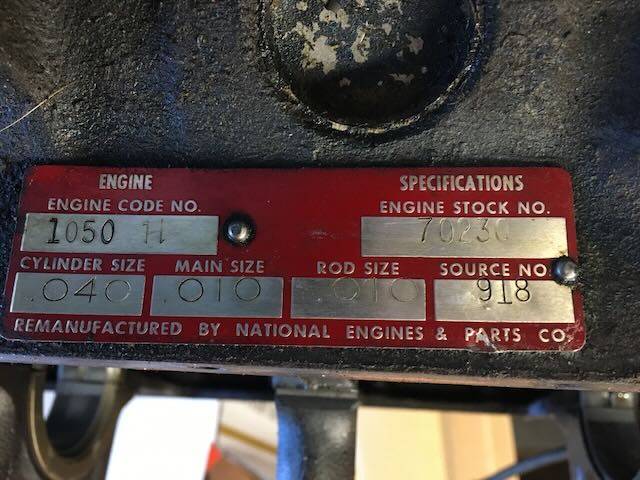 ENGINE SPECIFICATIONS
ENGINE CODE NO. ENGINE STOCK NO.
1050 11
CYLINDER SIZE MAIN SIZE ROD SIZE SOURCE NO.
.040 .010 .010 918
REMANUFACTURED BY NATIONAL ENGINES & PARTS CO.